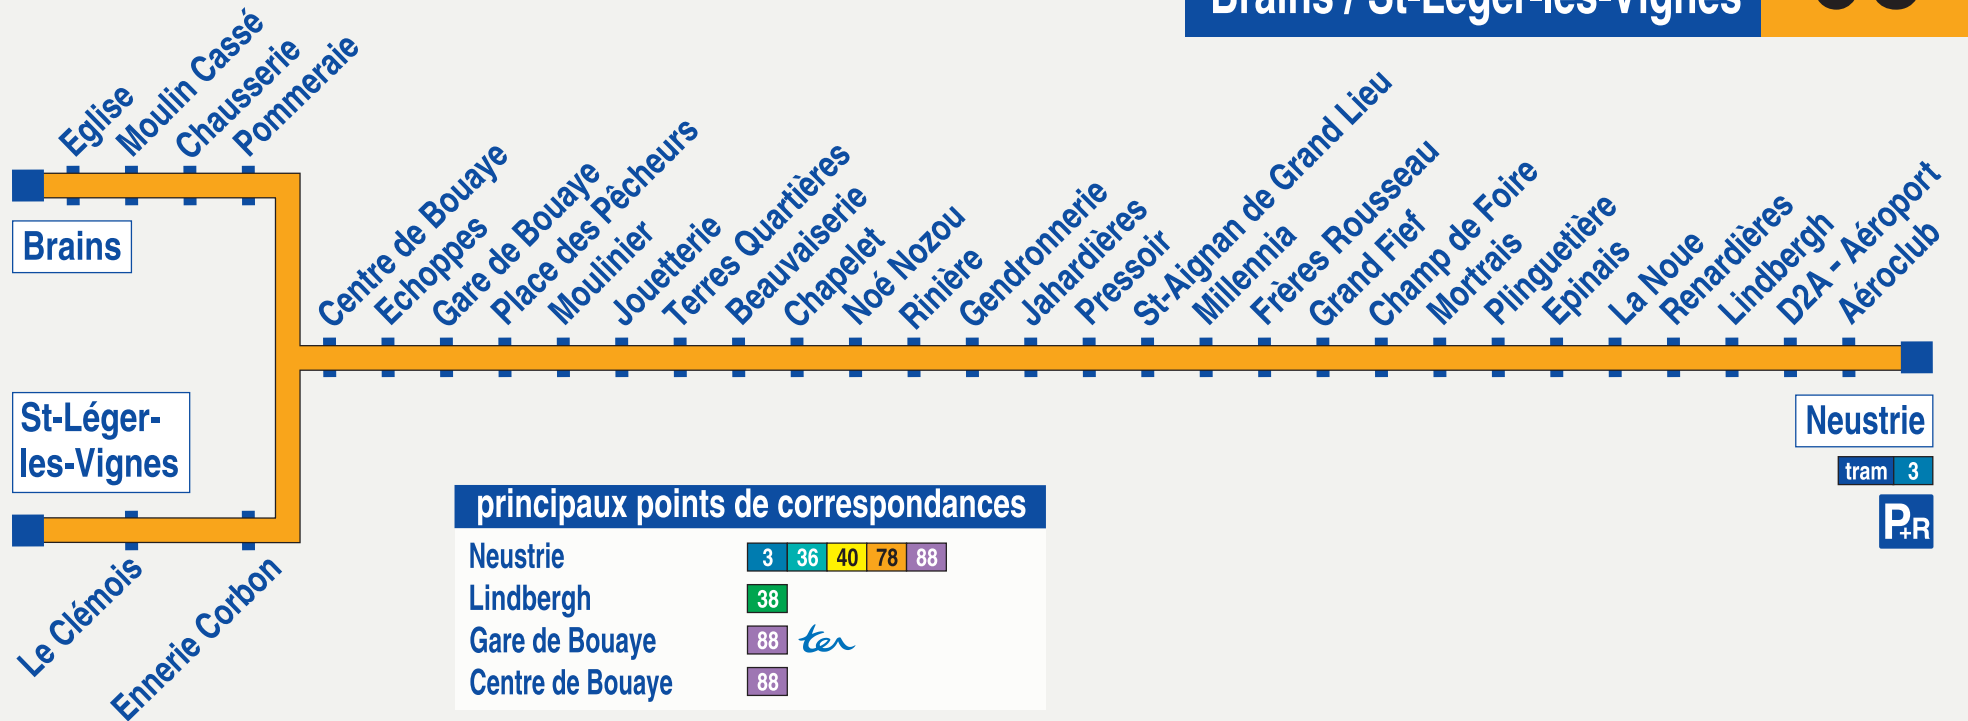 Brains / St-Léger-les-Vignes
Eglise
Moulin Cassé
Chausserie
Pommeraie
Brains
Centre de Bouaye
Echoppes
Gare de Bouaye
Place des Pêcheurs
Moulinier
Jouetterie
Terres Quartières
Beauvaiserie
Chapelet
Noé Nozou
Rinière
Gendronnerie
Jahardières
Pressoir
St-Aignan de Grand Lieu
Millennia
Frères Rousseau
Grand Fief
Champ de Foire
Mortrais
Plinguetière
Epinais
La Noue
Renardières
Lindbergh
D2A - Aéroport
Aéroclub
St-Léger-
les-Vignes
Le Clémois
Ennerie Corbon
Neustrie
tram 3
P+R
principaux points de correspondances
Neustrie 3 36 40 78 88
Lindbergh 38
Gare de Bouaye 88 ter
Centre de Bouaye 88